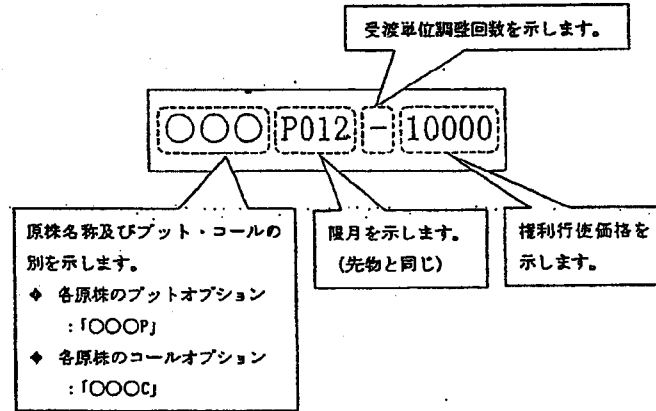 受渡単位調整回数を示します。
○○○P012-10000
原株名称及びプット・コールの
別を示します。
◆ 各原株のプットオプション
:「○○○P」
◆ 各原株のコールオプション
:「○○○C」
限月を示します。
(先物と同じ)
権利行使価格を
示します。